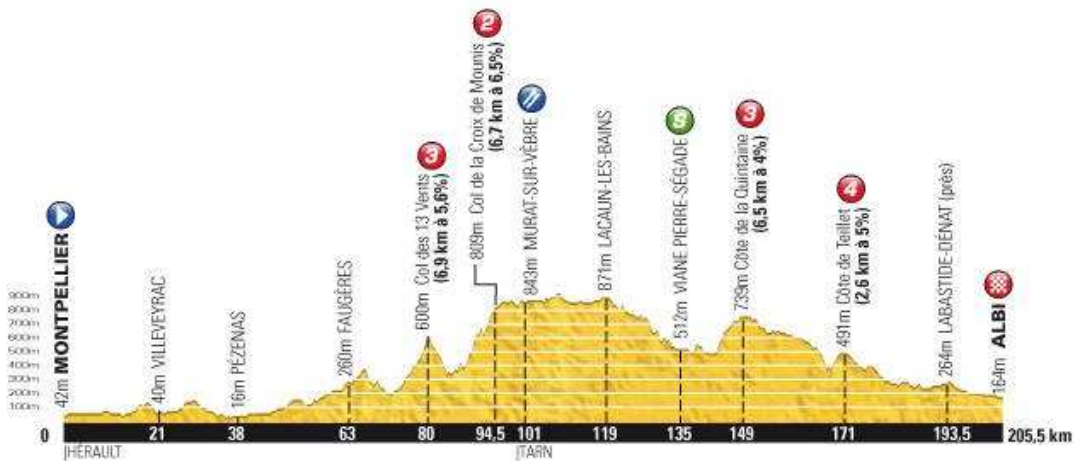 2
3
3
4
S
42m MONTPELLIER
40m VILLEVEYRAC
16m PÉZENAS
260m FAUGÈRES
600m Col des 13 Vents
(6,9 km à 5,6%)
809m Col de la Croix de Mounis
(6,7 km à 6,5%)
843m MURAT-SUR-VÈBRE
871m LACAUN-LES-BAINS
512m VIANE PIERRE-SÉGADE
739m Côte de la Quintaine
(6,5 km à 4%)
491m Côte de Teillet
(2,6 km à 5%)
264m LABASTIDE-DÉNAT (près)
164m ALBI
900m
800m
700m
600m
500m
400m
300m
200m
100m
0 21 38 63 80 94,5 101 119 135 149 171 193,5 205,5 km
|HÉRAULT |TARN